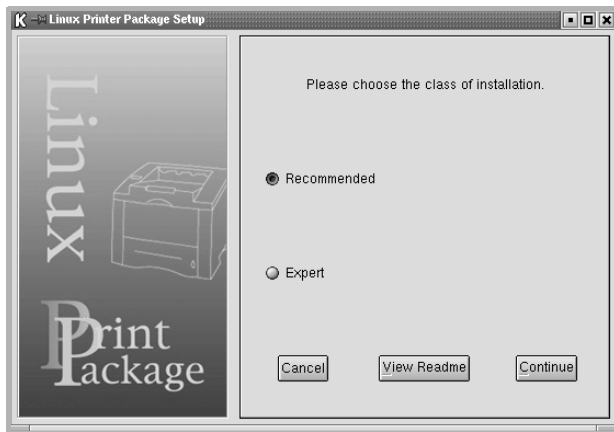 K Linux Printer Package Setup
Linux
Print
Package
Please choose the class of installation.
Recommended
Expert
Cancel
View Readme
Continue